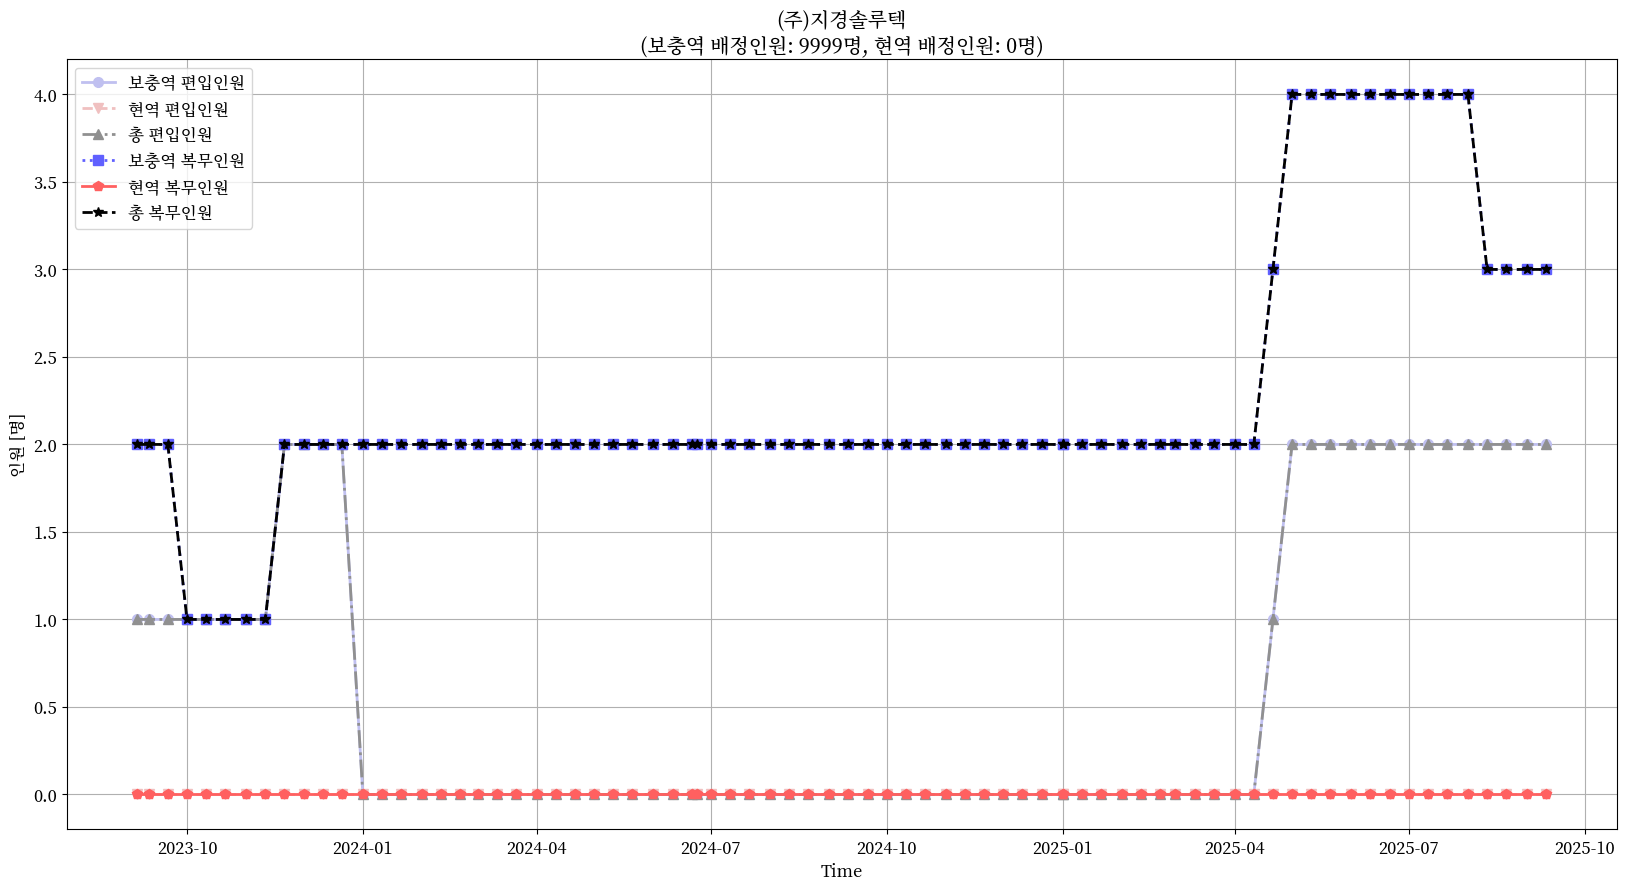 (주)지경솔루텍
(보충역 배정인원: 9999명, 현역 배정인원: 0명)
보충역 편입인원
현역 편입인원
총 편입인원
보충역 복무인원
현역 복무인원
총 복무인원
4.0
3.5
3.0
2.5
2.0
1.5
1.0
0.5
0.0
인원 [명]
2023-10
2024-01
2024-04
2024-07
2024-10
2025-01
2025-04
2025-07
2025-10
Time